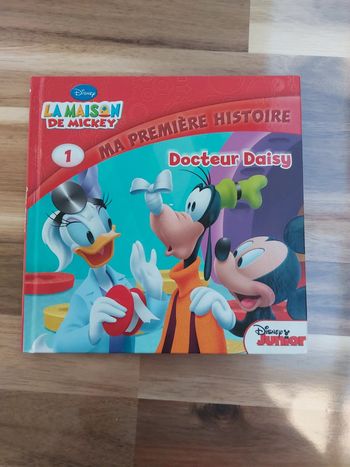 Disney
LA MAISON
DE MICKEY
1
MA PREMIÈRE HISTOIRE
Docteur Daisy
Disney
Junior